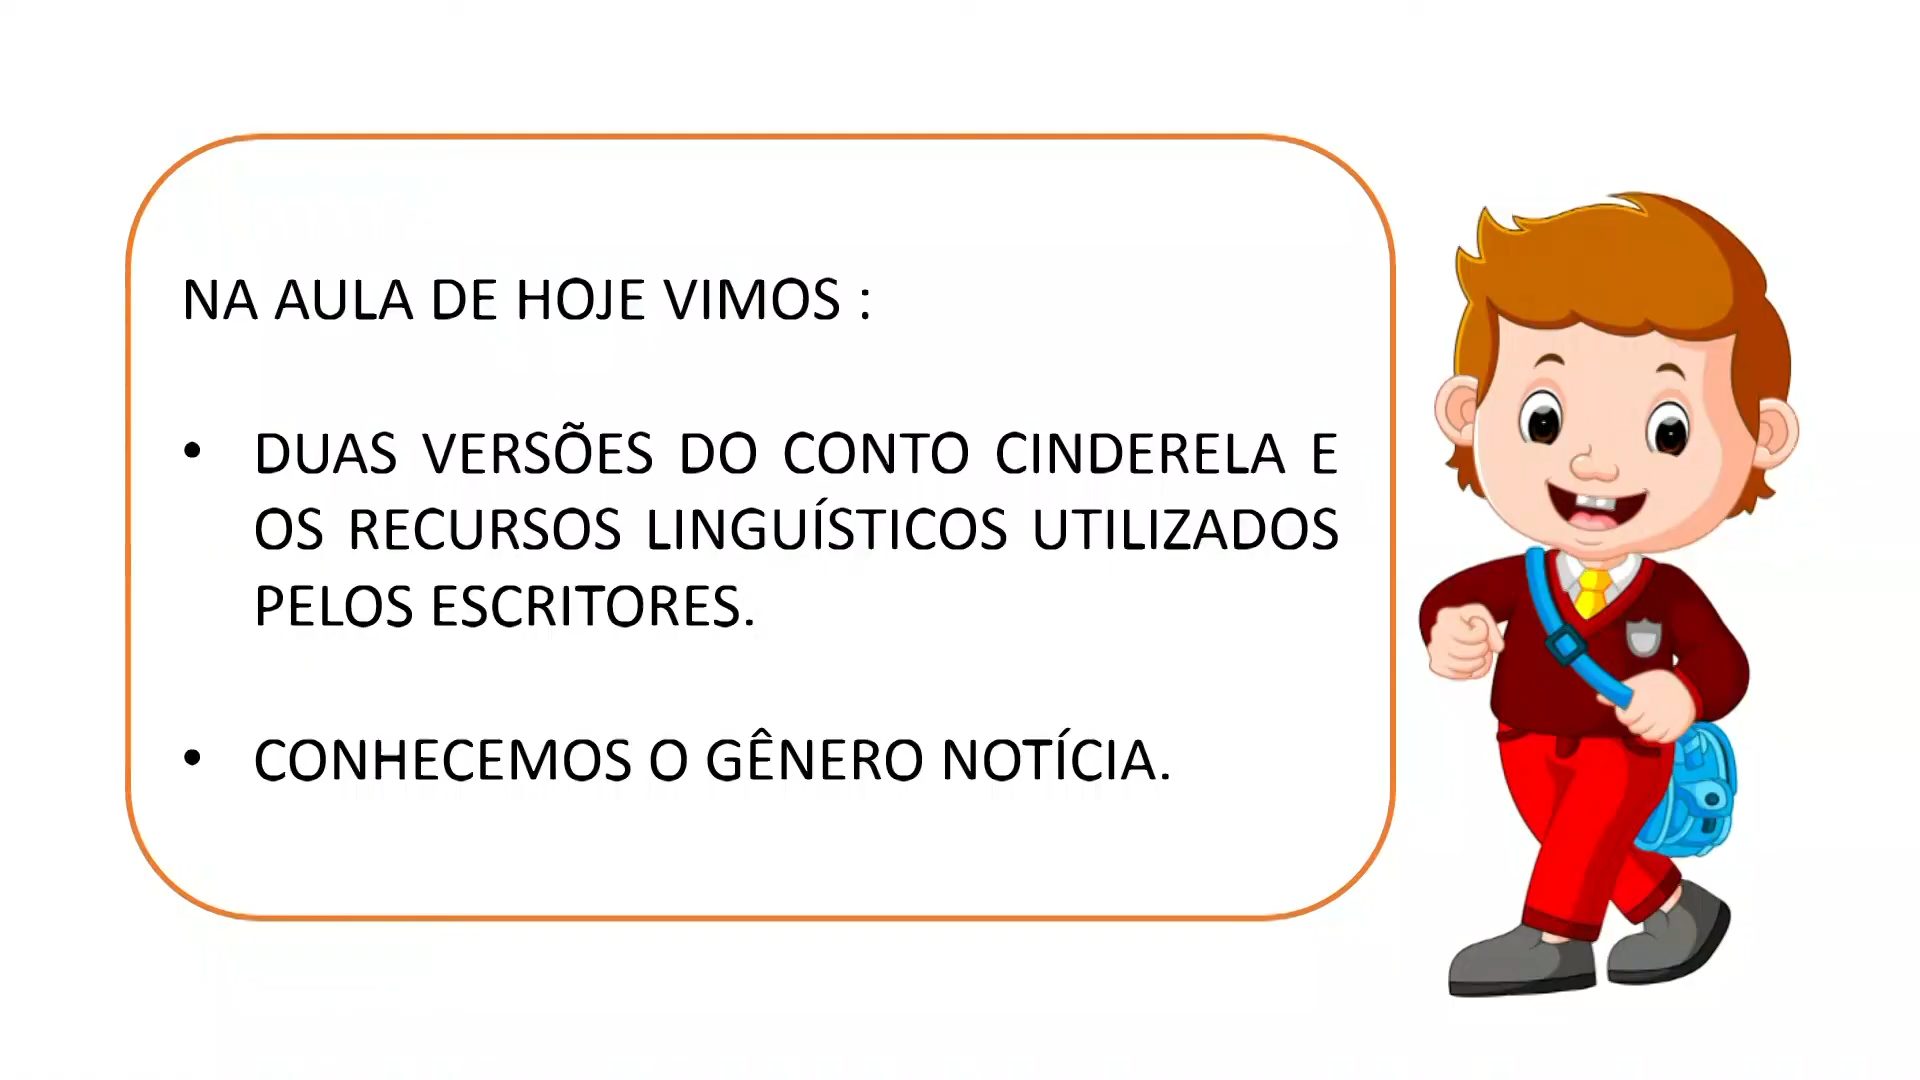 NA AULA DE HOJE VIMOS :
• DUAS VERSÕES DO CONTO CINDERELA E
OS RECURSOS LINGUÍSTICOS UTILIZADOS
PELOS ESCRITORES.
• CONHECEMOS O GÊNERO NOTÍCIA.